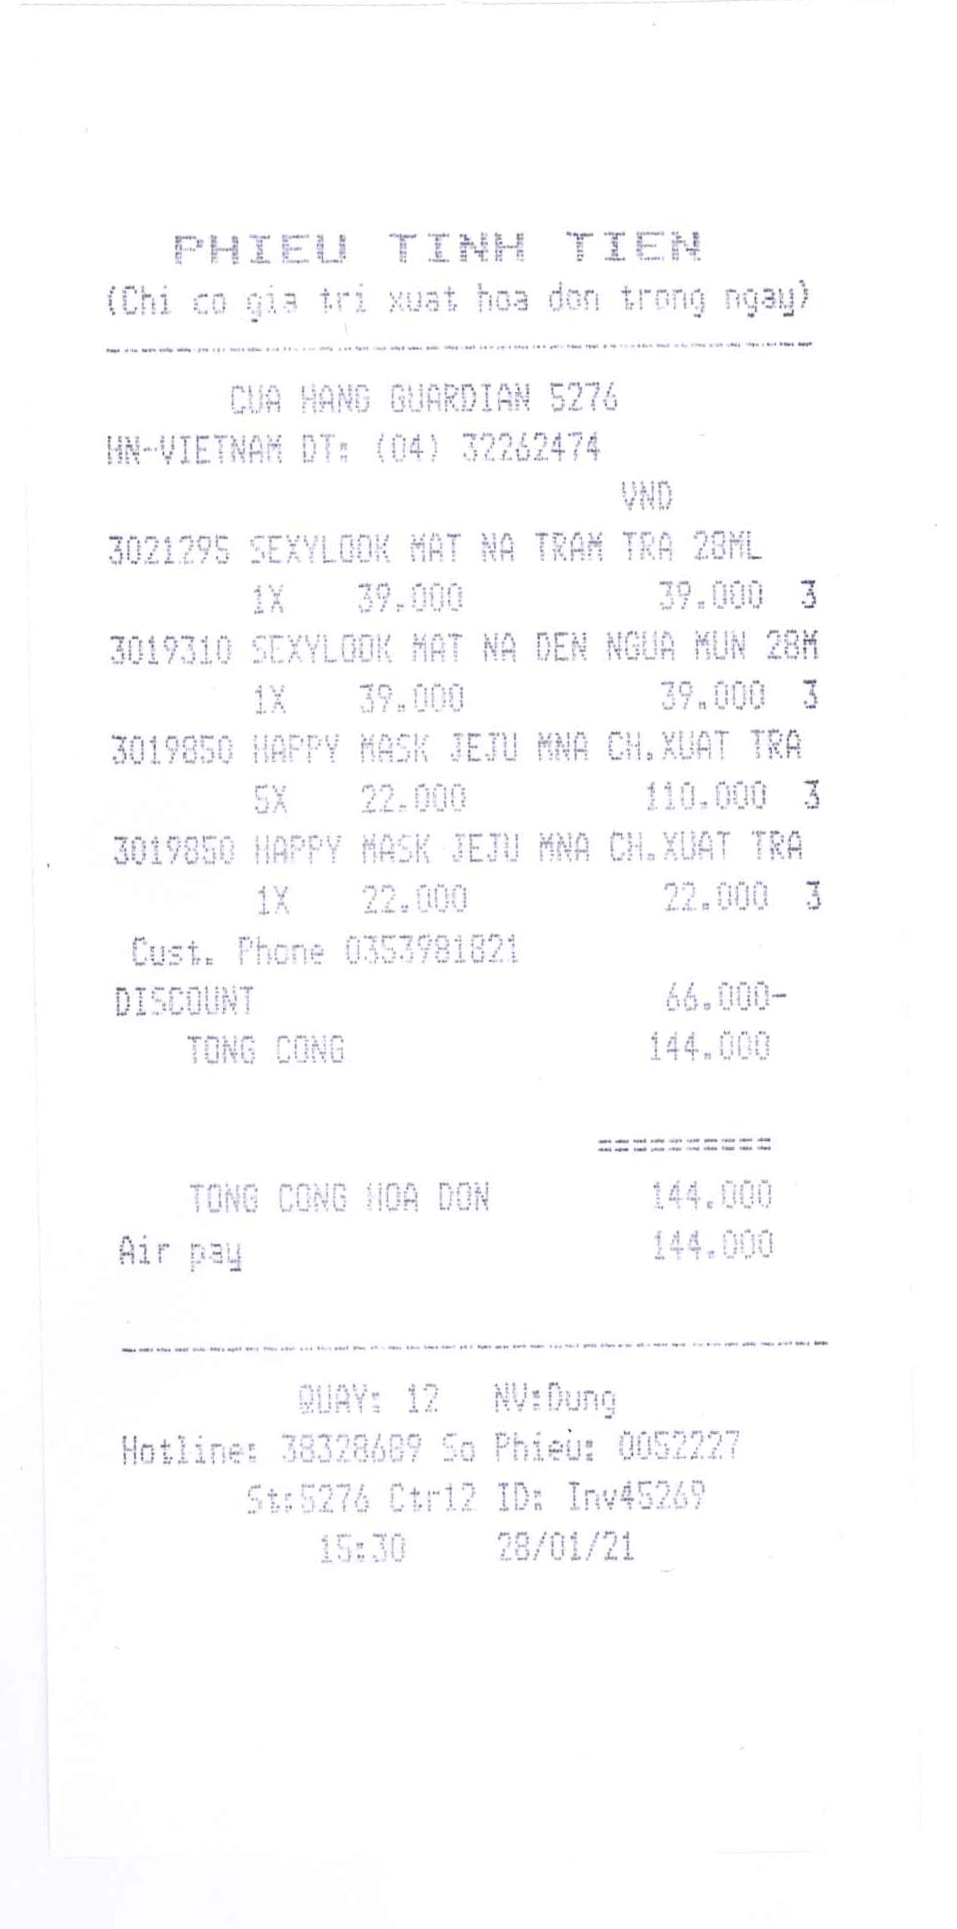 PHIEU TINH TIEN
(Chi co gia tri xuat hoa don trong ngay)
CUA HANG GUARDIAN 5276
HN-VIETNAM DT: (04) 32262474
VND
3021295 SEXYLOOK MAT NA TRAM TRA 28ML
1X 39.000 39.000 3
3019310 SEXYLOOK MAT NA DEN NGUA MUN 28M
1X 39.000 39.000 3
3019850 HAPPY MASK JEJU MNA CH.XUAT TRA
5X 22.000 110.000 3
3019850 HAPPY MASK JEJU MNA CH.XUAT TRA
1X 22.000 22.000 3
Cust. Phone 0353981821
DISCOUNT 66.000-
TONG CONG 144.000
==========
TONG CONG HOA DON 144.000
Air pay 144.000
QUAY: 12 NV:Dung
Hotline: 38328689 So Phieu: 0052227
St:5276 Ctr12 ID: Inv45269
15:30 28/01/21